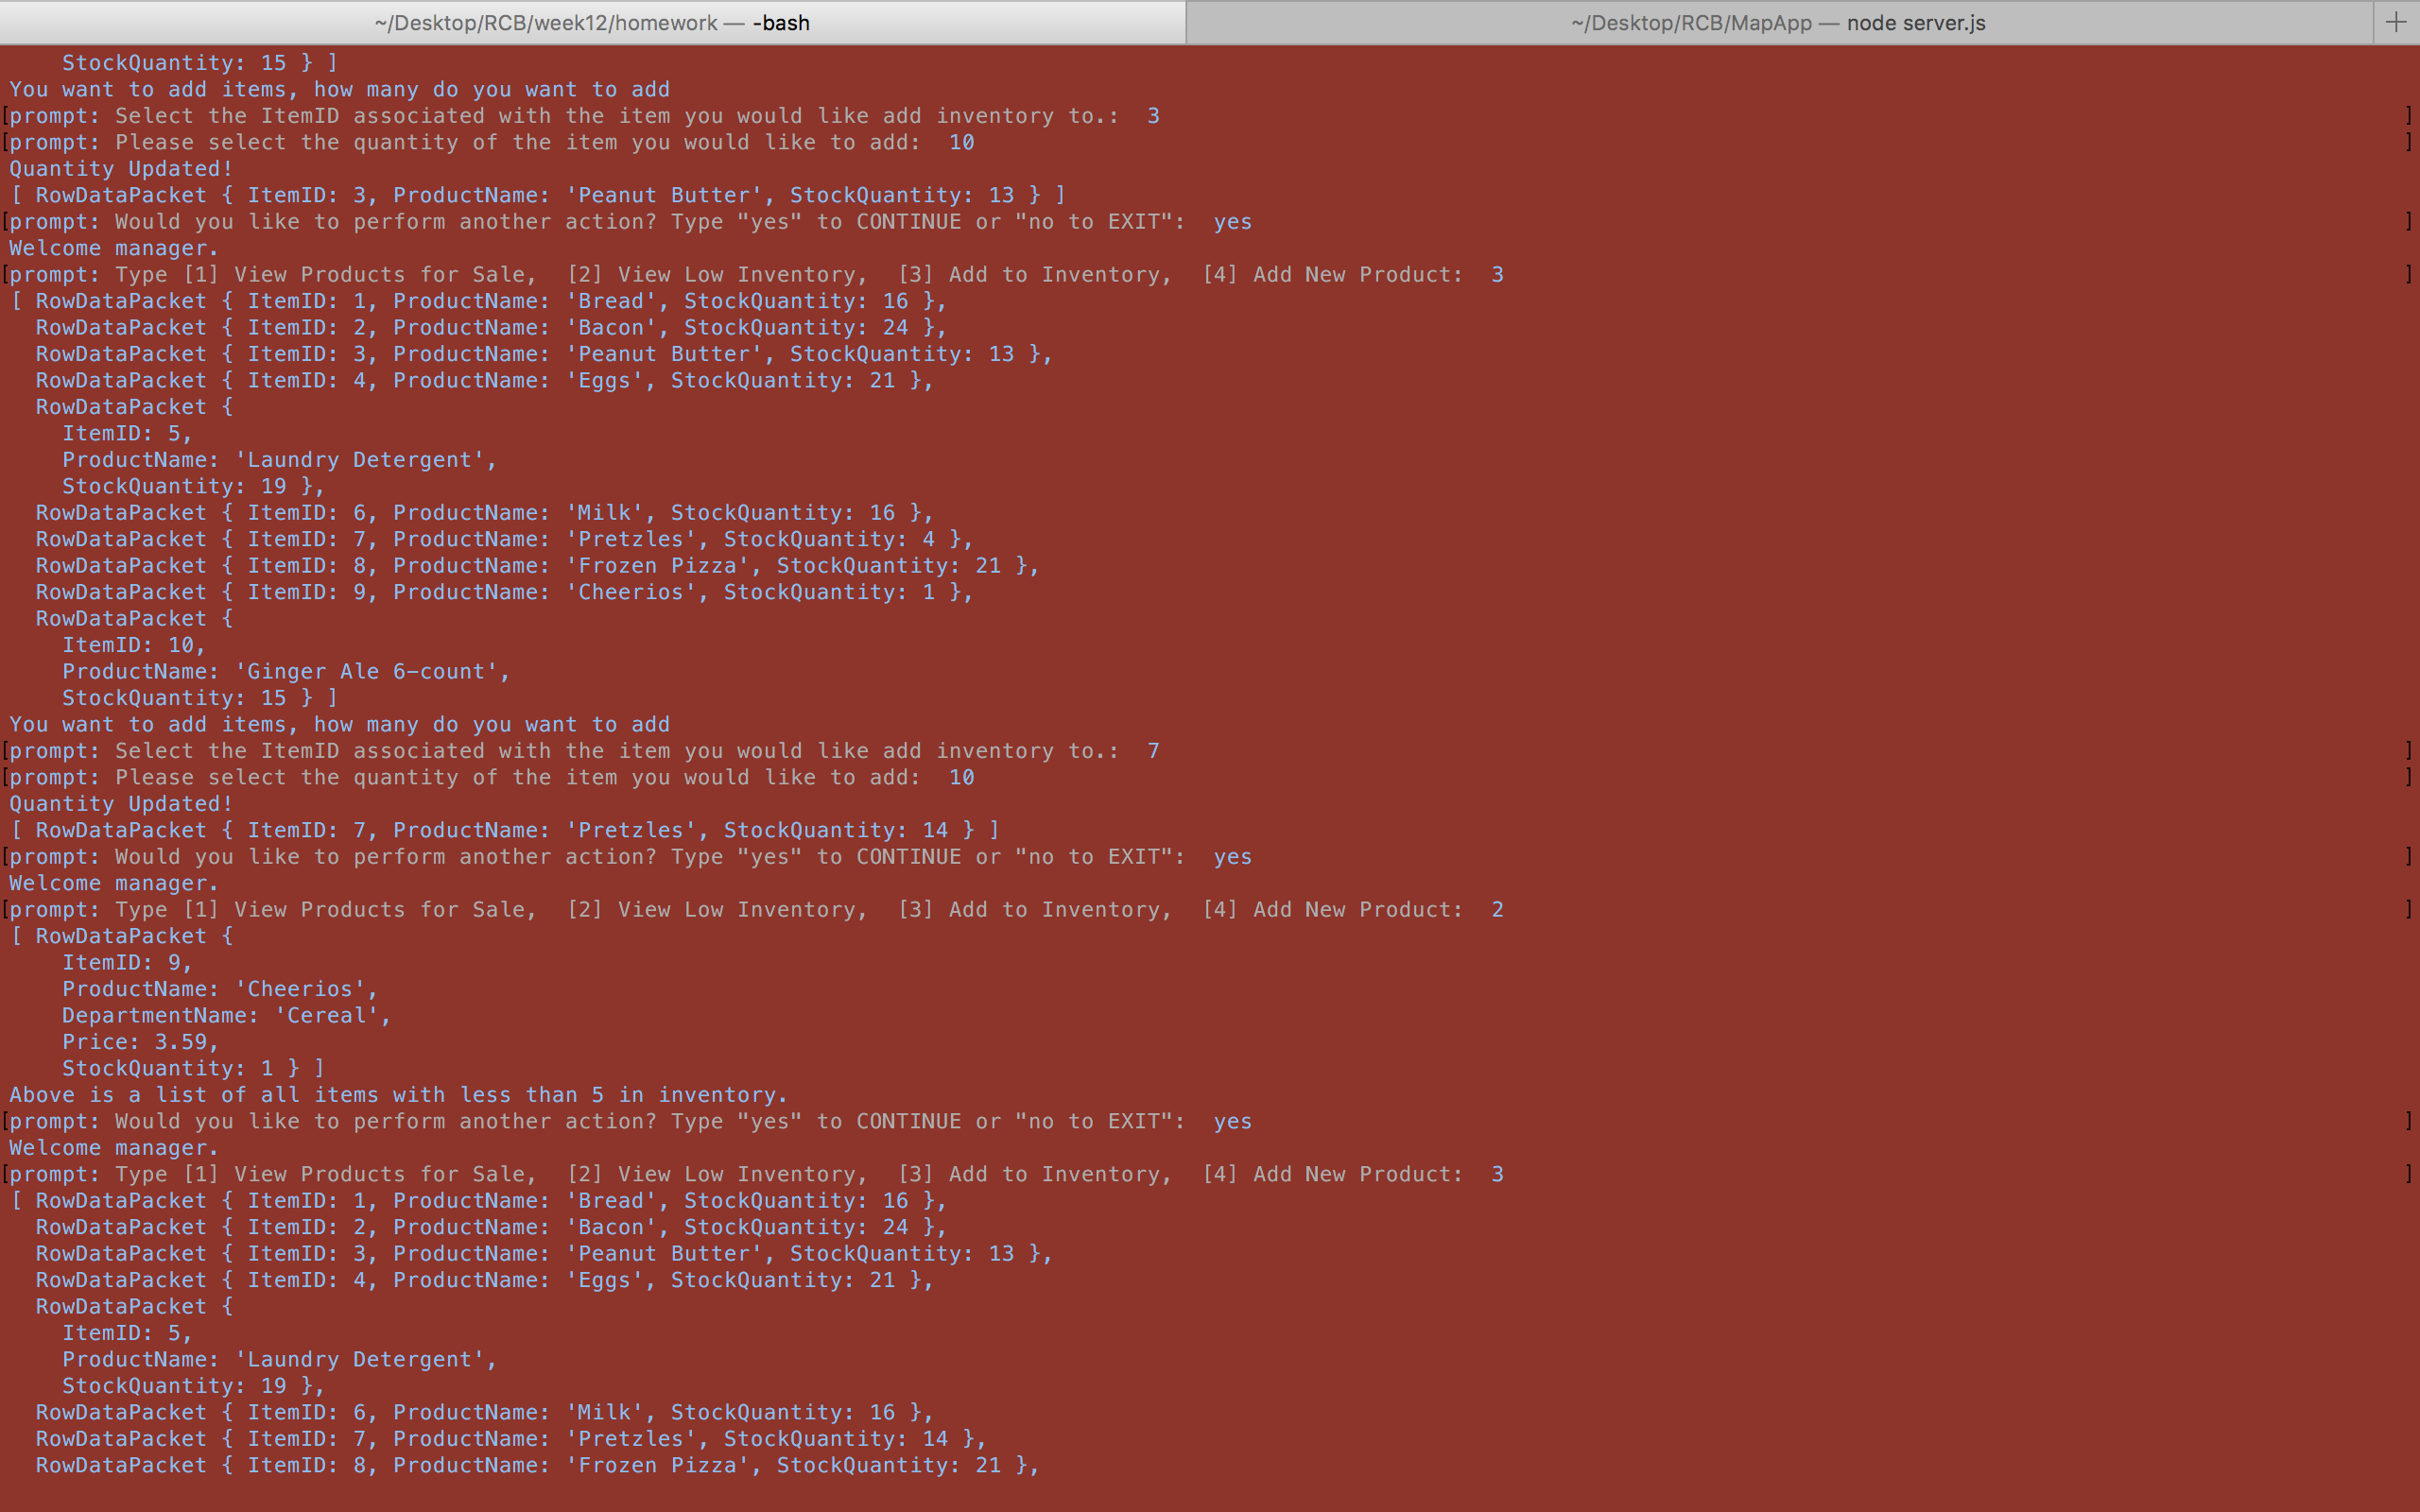 ~/Desktop/RCB/week12/homework — -bash
~/Desktop/RCB/MapApp — node server.js
+
    StockQuantity: 15 } ]
You want to add items, how many do you want to add
[prompt: Select the ItemID associated with the item you would like add inventory to.:  3 ]
[prompt: Please select the quantity of the item you would like to add:  10 ]
Quantity Updated!
[ RowDataPacket { ItemID: 3, ProductName: 'Peanut Butter', StockQuantity: 13 } ]
[prompt: Would you like to perform another action? Type "yes" to CONTINUE or "no to EXIT":  yes ]
Welcome manager.
[prompt: Type [1] View Products for Sale,  [2] View Low Inventory,  [3] Add to Inventory,  [4] Add New Product:  3 ]
[ RowDataPacket { ItemID: 1, ProductName: 'Bread', StockQuantity: 16 },
  RowDataPacket { ItemID: 2, ProductName: 'Bacon', StockQuantity: 24 },
  RowDataPacket { ItemID: 3, ProductName: 'Peanut Butter', StockQuantity: 13 },
  RowDataPacket { ItemID: 4, ProductName: 'Eggs', StockQuantity: 21 },
  RowDataPacket {
    ItemID: 5,
    ProductName: 'Laundry Detergent',
    StockQuantity: 19 },
  RowDataPacket { ItemID: 6, ProductName: 'Milk', StockQuantity: 16 },
  RowDataPacket { ItemID: 7, ProductName: 'Pretzles', StockQuantity: 4 },
  RowDataPacket { ItemID: 8, ProductName: 'Frozen Pizza', StockQuantity: 21 },
  RowDataPacket { ItemID: 9, ProductName: 'Cheerios', StockQuantity: 1 },
  RowDataPacket {
    ItemID: 10,
    ProductName: 'Ginger Ale 6-count',
    StockQuantity: 15 } ]
You want to add items, how many do you want to add
[prompt: Select the ItemID associated with the item you would like add inventory to.:  7 ]
[prompt: Please select the quantity of the item you would like to add:  10 ]
Quantity Updated!
[ RowDataPacket { ItemID: 7, ProductName: 'Pretzles', StockQuantity: 14 } ]
[prompt: Would you like to perform another action? Type "yes" to CONTINUE or "no to EXIT":  yes ]
Welcome manager.
[prompt: Type [1] View Products for Sale,  [2] View Low Inventory,  [3] Add to Inventory,  [4] Add New Product:  2 ]
[ RowDataPacket {
    ItemID: 9,
    ProductName: 'Cheerios',
    DepartmentName: 'Cereal',
    Price: 3.59,
    StockQuantity: 1 } ]
Above is a list of all items with less than 5 in inventory.
[prompt: Would you like to perform another action? Type "yes" to CONTINUE or "no to EXIT":  yes ]
Welcome manager.
[prompt: Type [1] View Products for Sale,  [2] View Low Inventory,  [3] Add to Inventory,  [4] Add New Product:  3 ]
[ RowDataPacket { ItemID: 1, ProductName: 'Bread', StockQuantity: 16 },
  RowDataPacket { ItemID: 2, ProductName: 'Bacon', StockQuantity: 24 },
  RowDataPacket { ItemID: 3, ProductName: 'Peanut Butter', StockQuantity: 13 },
  RowDataPacket { ItemID: 4, ProductName: 'Eggs', StockQuantity: 21 },
  RowDataPacket {
    ItemID: 5,
    ProductName: 'Laundry Detergent',
    StockQuantity: 19 },
  RowDataPacket { ItemID: 6, ProductName: 'Milk', StockQuantity: 16 },
  RowDataPacket { ItemID: 7, ProductName: 'Pretzles', StockQuantity: 14 },
  RowDataPacket { ItemID: 8, ProductName: 'Frozen Pizza', StockQuantity: 21 },